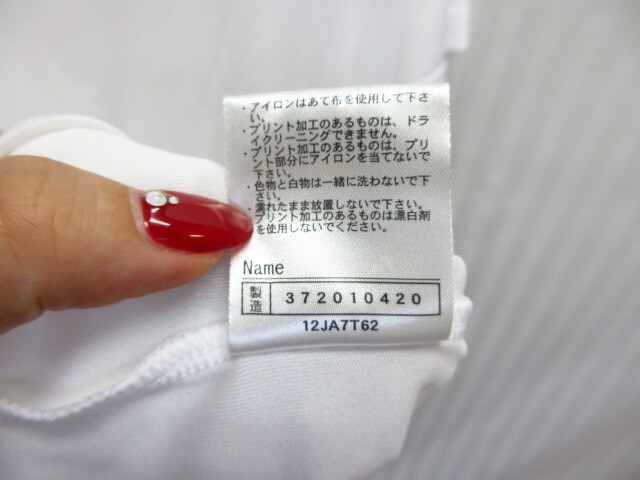 ・アイロンはあて布を使用して下さ
い。
・プリント加工のあるものは、ドラ
イクリーニングできません。
・プリント加工のあるものは、プリ
ント部分にアイロンを当てないで
下さい。
・色物と白物は一緒に洗わないで下
さい。
・濡れたまま放置しないで下さい。
プリント加工のあるものは漂白剤
を使用しないでください。
Name
製造 372010420
12JA7T62